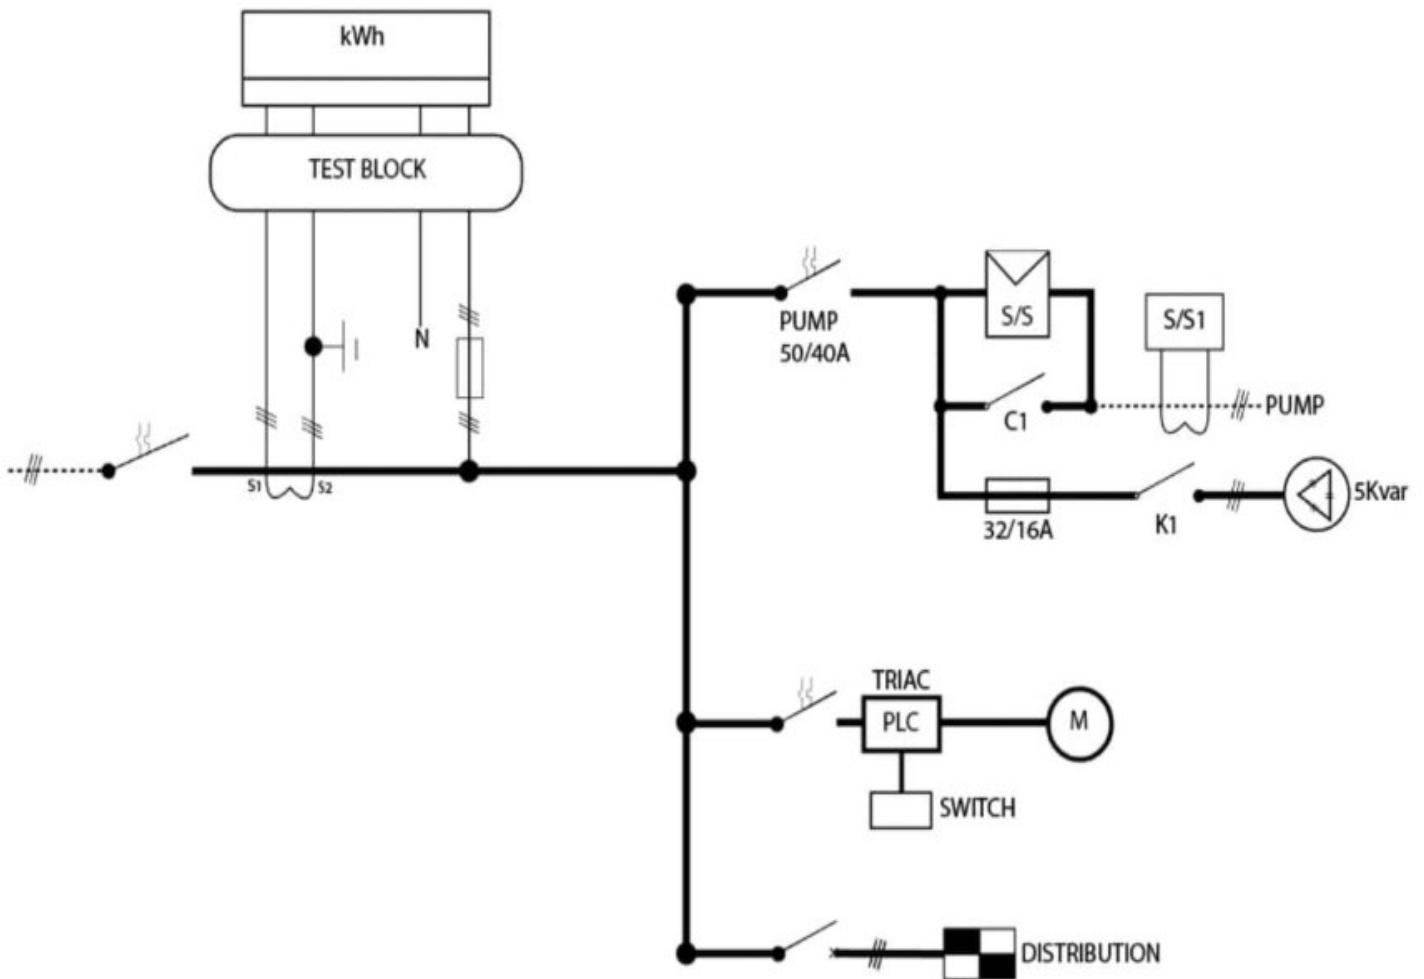 kWh
TEST BLOCK
N
S1
S2
PUMP
50/40A
S/S
S/S1
C1
PUMP
32/16A
K1
5Kvar
TRIAC
PLC
M
SWITCH
DISTRIBUTION